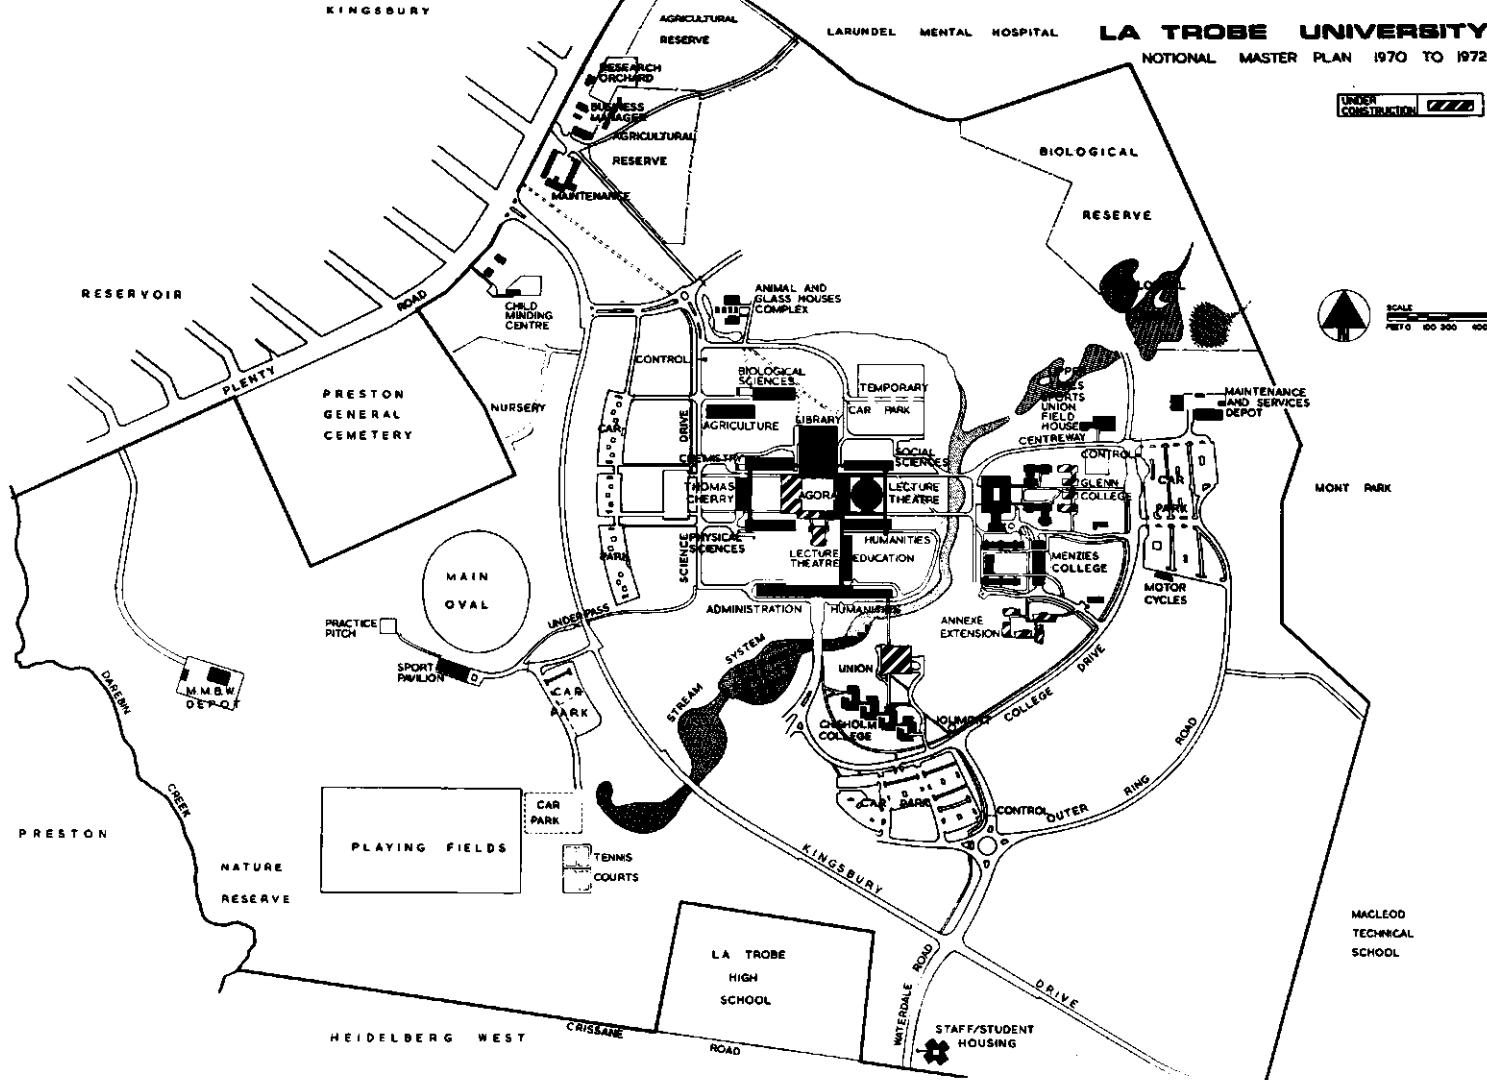 KINGSBURY
AGRICULTURAL
RESERVE
LARUNDEL MENTAL HOSPITAL
LA TROBE UNIVERSITY
NOTIONAL MASTER PLAN 1970 TO 1972
UNDER
CONSTRUCTION
RESEARCH
ORCHARD
BUSINESS
MANAGER
AGRICULTURAL
RESERVE
MAINTENANCE
BIOLOGICAL
RESERVE
RESERVOIR
PLENTY ROAD
CHILD
MINDING
CENTRE
ANIMAL AND
GLASS HOUSES
COMPLEX
SCALE
FEET 0 100 300
CONTROL
BIOLOGICAL
SCIENCES
TEMPORARY
CAR PARK
PRESTON
GENERAL
CEMETERY
NURSERY
CAR
PARK
SCIENCE DRIVE
AGRICULTURE
LIBRARY
SPORTS
UNION
FIELD
HOUSE
CENTREWAY
CONTROL
MAINTENANCE
AND SERVICES
DEPOT
CHEMISTRY
SOCIAL
SCIENCES
THOMAS
CHERRY
AGORA
LECTURE
THEATRE
GLENN
COLLEGE
CAR
PARK
MONT PARK
PHYSICAL
SCIENCES
LECTURE
THEATRE
HUMANITIES
EDUCATION
MENZIES
COLLEGE
MOTOR
CYCLES
MAIN
OVAL
ADMINISTRATION
HUMANITIES
ANNEXE
EXTENSION
PRACTICE
PITCH
UNDERPASS
SPORT
PAVILION
M.M.B.W.
DEPOT
CAR
PARK
STREAM SYSTEM
UNION
CHISHOLM
COLLEGE
COLLEGE DRIVE
DAREBIN
CREEK
PRESTON
NATURE
RESERVE
PLAYING FIELDS
CAR
PARK
TENNIS
COURTS
CAR PARK
CONTROL
OUTER RING ROAD
KINGSBURY DRIVE
LA TROBE
HIGH
SCHOOL
MACLEOD
TECHNICAL
SCHOOL
HEIDELBERG WEST
CRISSANE ROAD
WATERDALE ROAD
STAFF/STUDENT
HOUSING